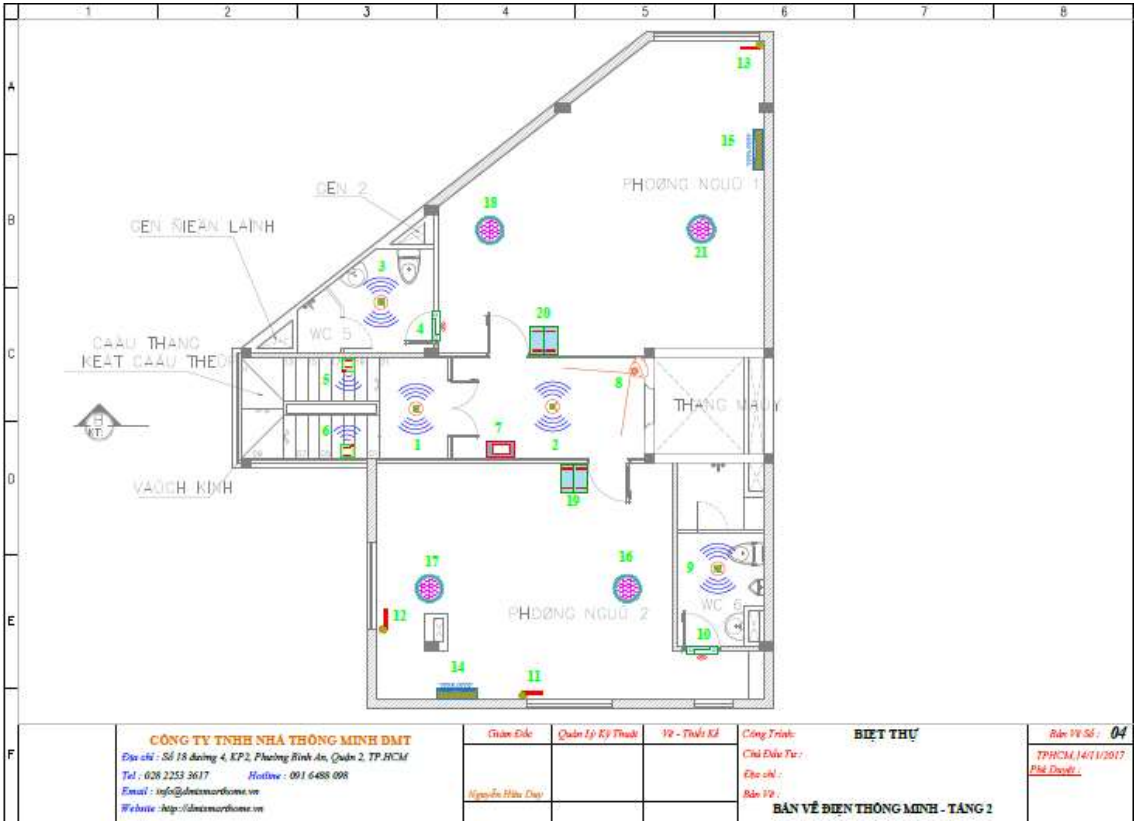 1 2 3 4 5 6 7 8
A
B
C
D
E
F
13
15
PHOØNG NGUÛ 1
GEN 2
18
21
GEN ÑIEÄN LAÏNH
3
20
4
WC 5
CAÀU THANG
5
8
THANG MAÙY
B
KT.
6
1
7
2
VAÙCH KÍNH
19
17
16
9
WC 6
PHOØNG NGUÛ 2
12
10
14
11
CÔNG TY TNHH NHÀ THÔNG MINH DMT
Địa chỉ : Số 18 đường 4, KP2, Phường Bình An, Quận 2, TP.HCM
Tel : 028 2253 3617 Hotline : 091 6488 098
Email : info@dmtsmarthome.vn
Website : http://dmtsmarthome.vn
Giám Đốc
Nguyễn Hữu Duy
Quản Lý Kỹ Thuật
Vẽ - Thiết Kế
Công Trình: BIỆT THỰ
Chủ Đầu Tư :
Địa chỉ :
Bản Vẽ :
BẢN VẼ ĐIỆN THÔNG MINH - TẦNG 2
Bản Vẽ Số : 04
TPHCM,14/11/2017
Phê Duyệt :